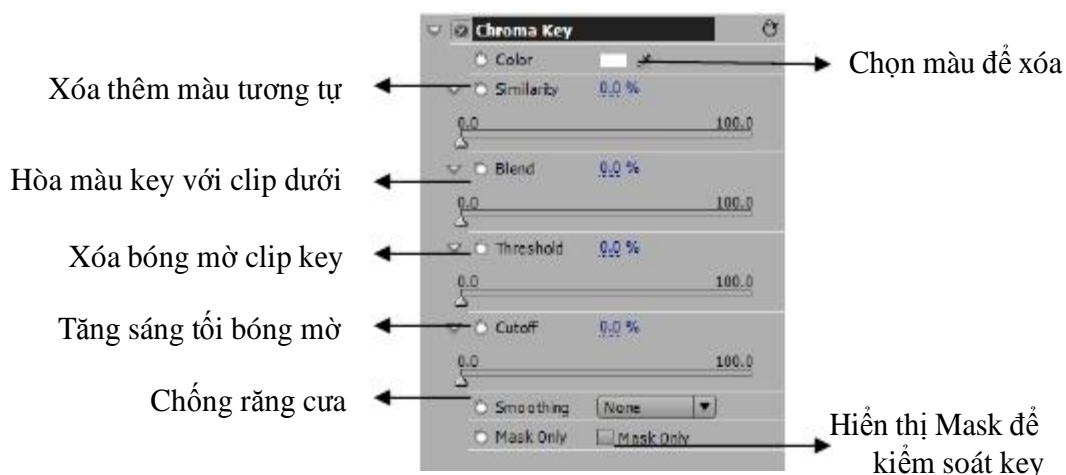 Chroma Key
Color
Chọn màu để xóa
Xóa thêm màu tương tự
Similarity 0.0 %
0.0 100.0
Hòa màu key với clip dưới
Blend 0.0 %
0.0 100.0
Xóa bóng mờ clip key
Threshold 0.0 %
0.0 100.0
Tăng sáng tối bóng mờ
Cutoff 0.0 %
0.0 100.0
Chống răng cưa
Smoothing None
Mask Only Mask Only
Hiển thị Mask để
kiểm soát key